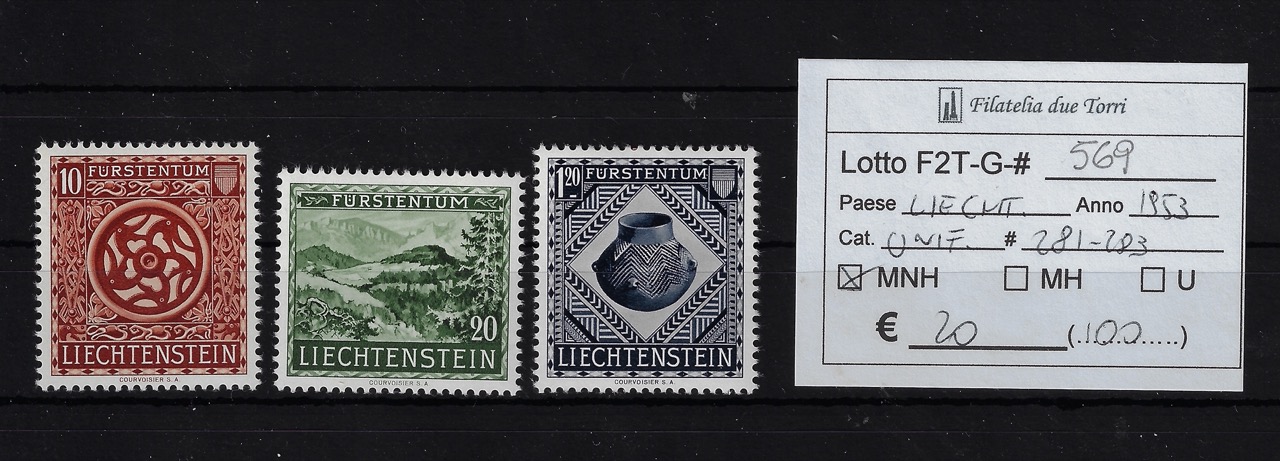 10 FÜRSTENTUM
LIECHTENSTEIN
COURVOISIER S. A.
FÜRSTENTUM
20
LIECHTENSTEIN
COURVOISIER S. A.
1.20 FÜRSTENTUM
LIECHTENSTEIN
COURVOISIER S. A.
Filatelia due Torri
Lotto F2T-G-# 569
Paese LIECHT. Anno 1953
Cat. UNIF. # 281-283
MNH MH U
€ 20 (.100.....)